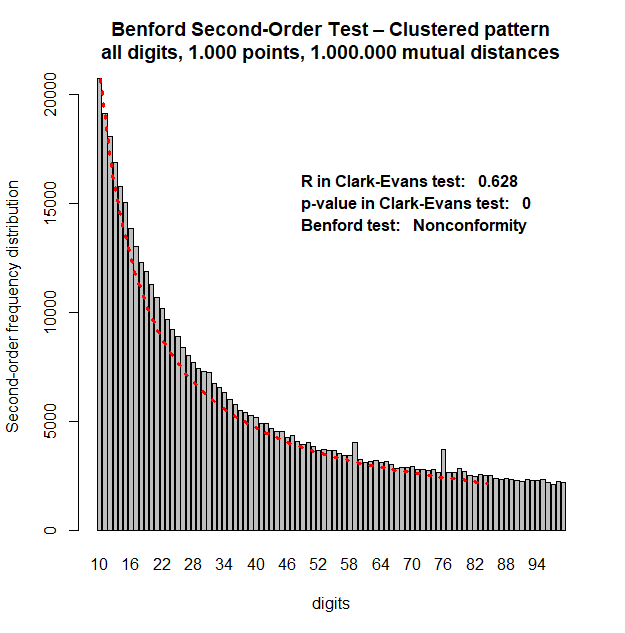 Benford Second-Order Test – Clustered pattern
all digits, 1.000 points, 1.000.000 mutual distances
R in Clark-Evans test: 0.628
p-value in Clark-Evans test: 0
Benford test: Nonconformity
Second-order frequency distribution
20000
15000
10000
5000
0
10 16 22 28 34 40 46 52 58 64 70 76 82 88 94
digits